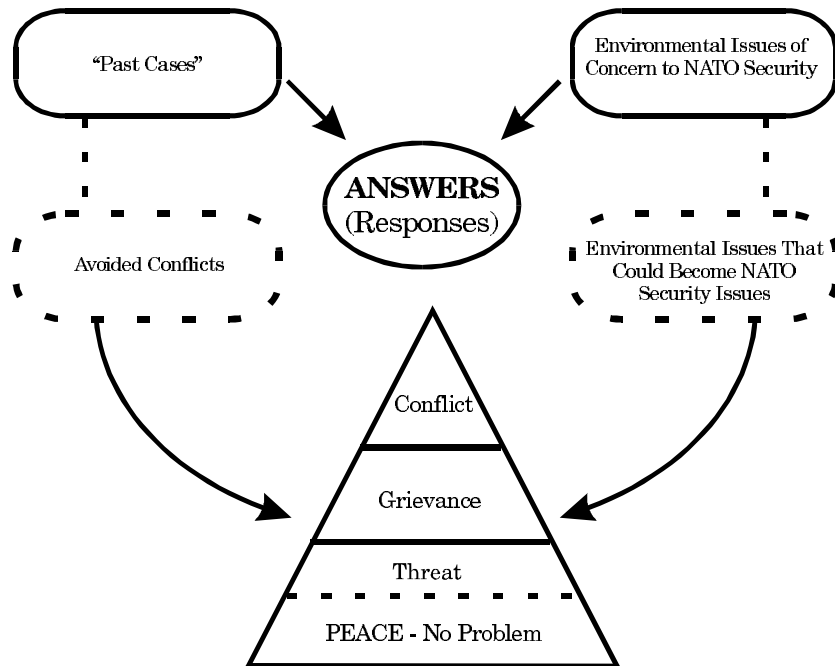 “Past Cases”
Environmental Issues of
Concern to NATO Security
ANSWERS
(Responses)
Avoided Conflicts
Environmental Issues That
Could Become NATO
Security Issues
Conflict
Grievance
Threat
PEACE - No Problem